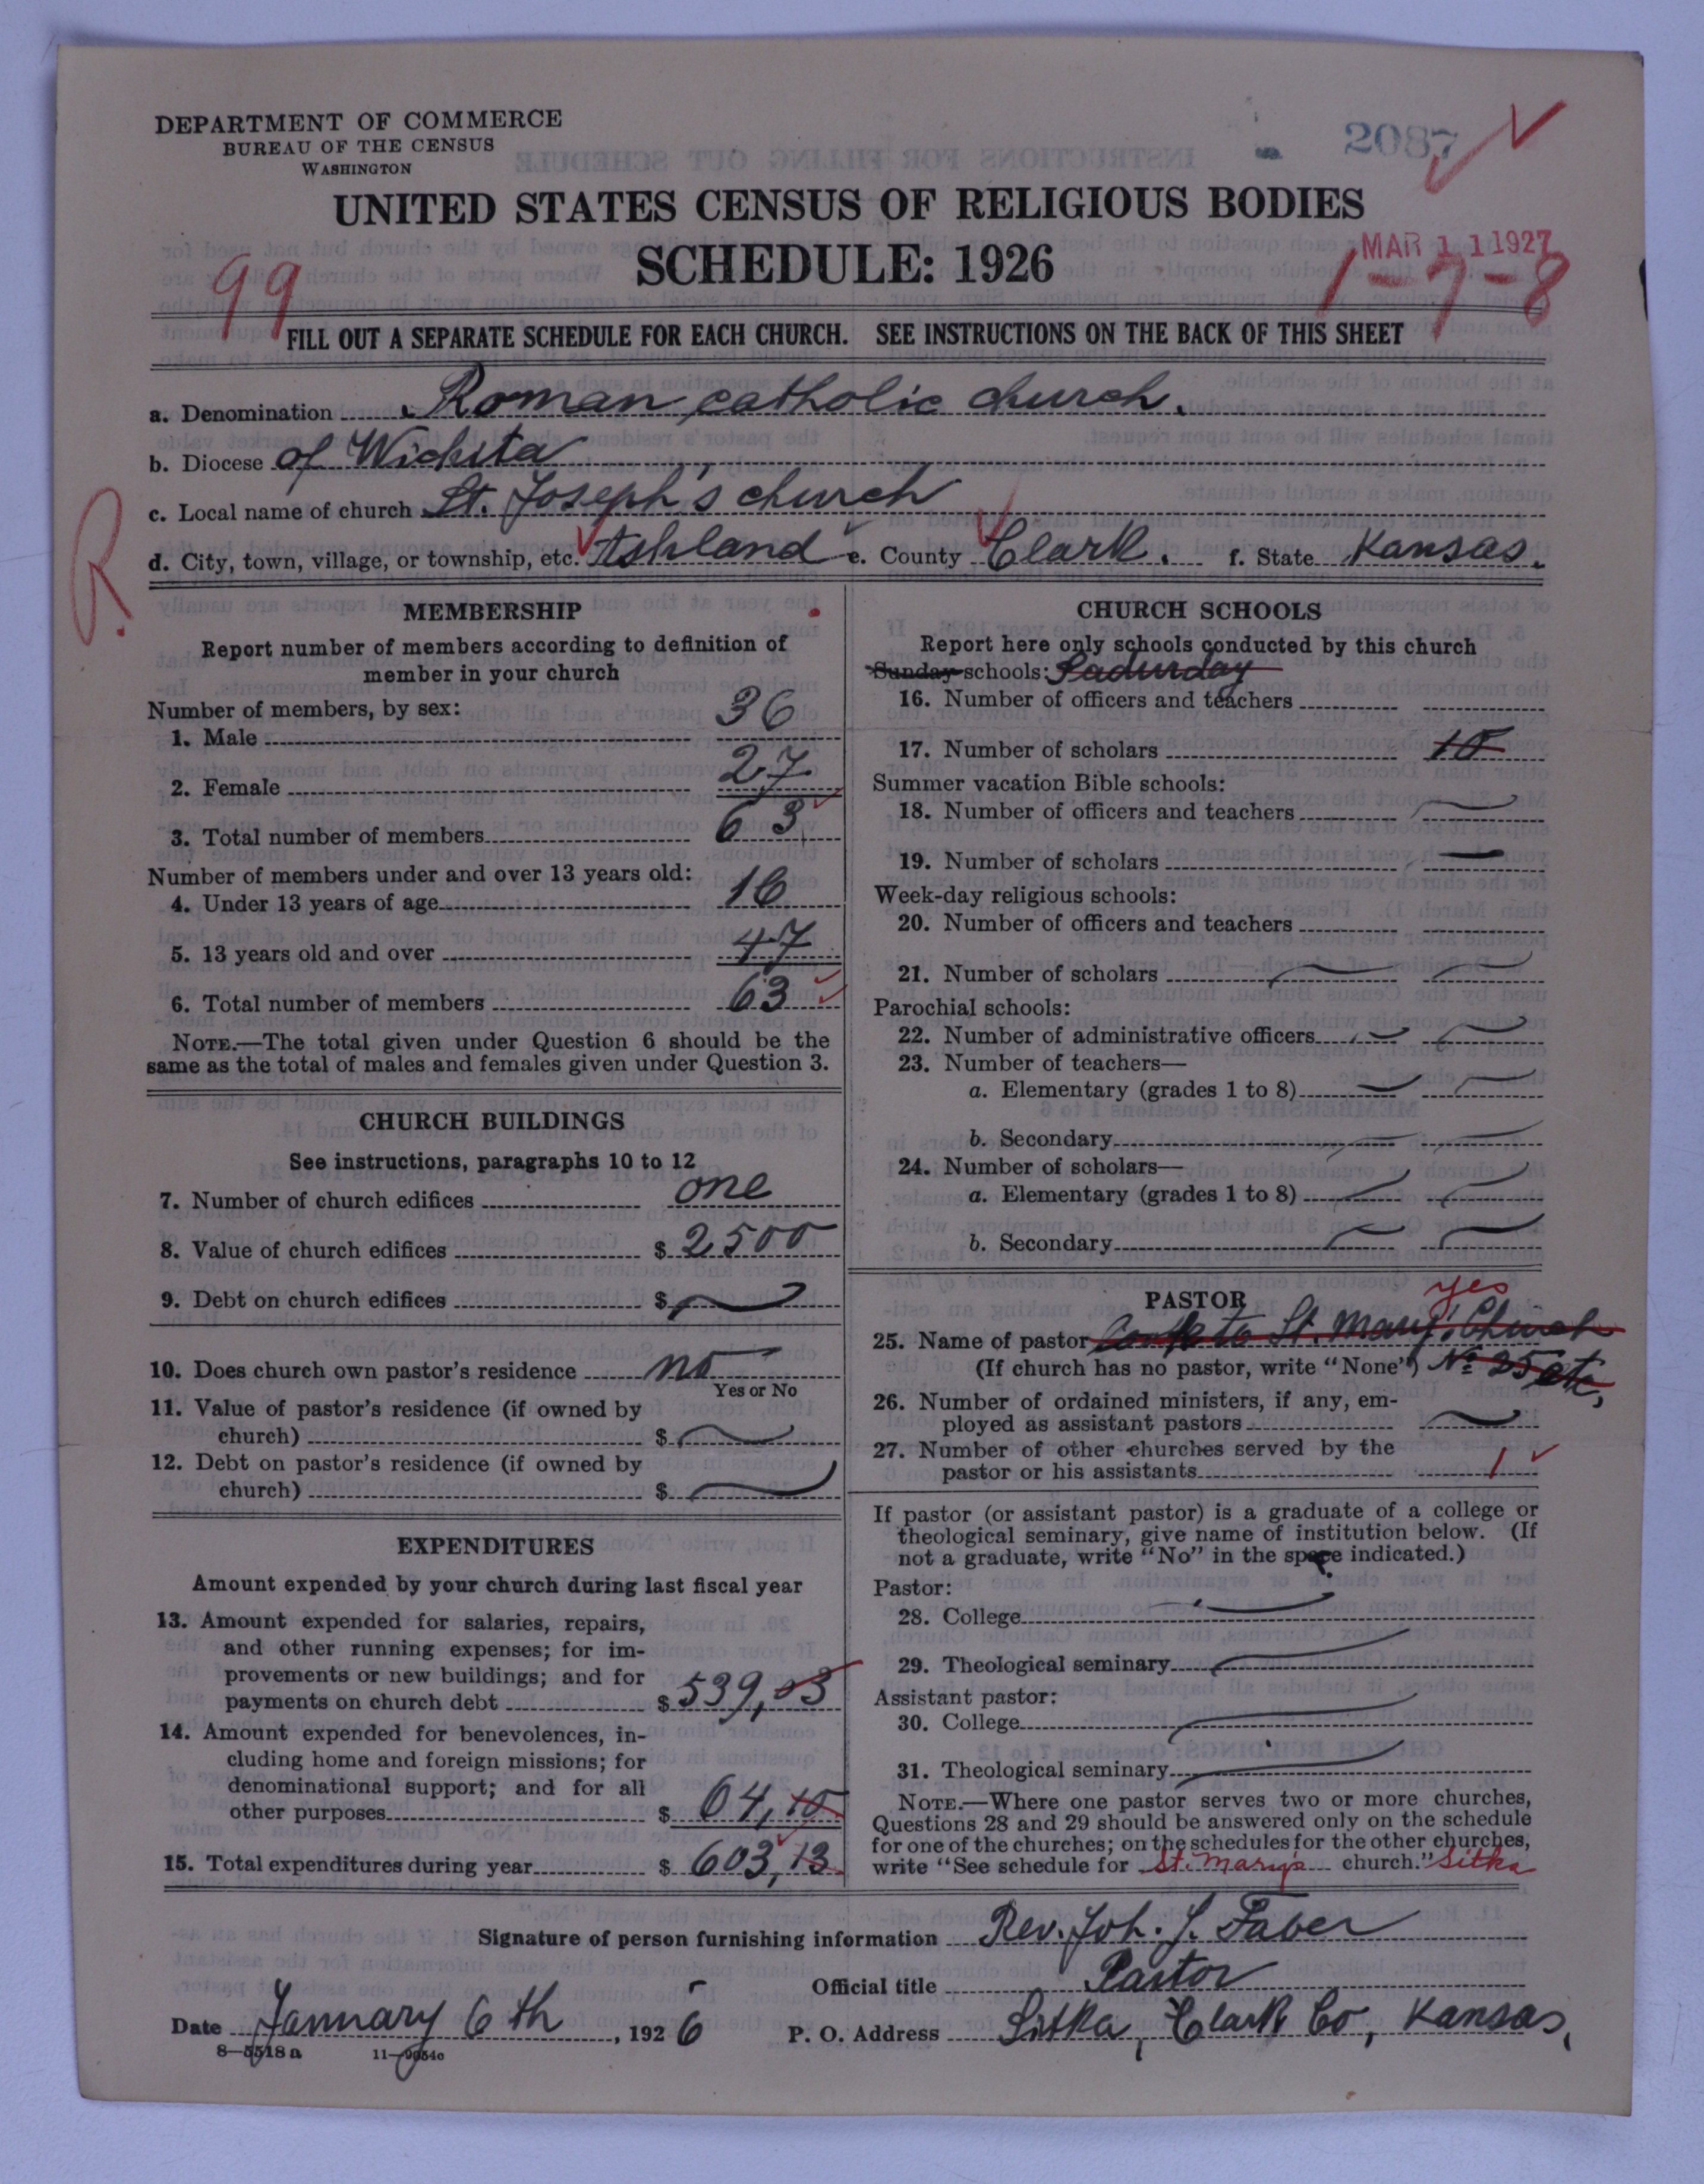 DEPARTMENT OF COMMERCE
BUREAU OF THE CENSUS
WASHINGTON
2087
UNITED STATES CENSUS OF RELIGIOUS BODIES
SCHEDULE: 1926
MAR 11 1927
99
1-7-8
FILL OUT A SEPARATE SCHEDULE FOR EACH CHURCH. SEE INSTRUCTIONS ON THE BACK OF THIS SHEET
a. Denomination Roman catholic church.
b. Diocese of Wichita
c. Local name of church St. Joseph's church
d. City, town, village, or township, etc. Ashland e. County Clark. f. State Kansas.
R.
MEMBERSHIP
Report number of members according to definition of
member in your church
Number of members, by sex:
1. Male 36
2. Female 27
3. Total number of members 63
Number of members under and over 13 years old:
4. Under 13 years of age 16
5. 13 years old and over 47
6. Total number of members 63
NOTE.—The total given under Question 6 should be the
same as the total of males and females given under Question 3.
CHURCH BUILDINGS
See instructions, paragraphs 10 to 12
7. Number of church edifices one
8. Value of church edifices $ 2500
9. Debt on church edifices $
10. Does church own pastor's residence no
Yes or No
11. Value of pastor's residence (if owned by
church) $
12. Debt on pastor's residence (if owned by
church) $
EXPENDITURES
Amount expended by your church during last fiscal year
13. Amount expended for salaries, repairs,
and other running expenses; for im-
provements or new buildings; and for
payments on church debt $ 539,03
14. Amount expended for benevolences, in-
cluding home and foreign missions; for
denominational support; and for all
other purposes $ 64,10
15. Total expenditures during year $ 603,13
CHURCH SCHOOLS
Report here only schools conducted by this church
Sunday schools: Sadurday
16. Number of officers and teachers
17. Number of scholars 10
Summer vacation Bible schools:
18. Number of officers and teachers
19. Number of scholars
Week-day religious schools:
20. Number of officers and teachers
21. Number of scholars
Parochial schools:
22. Number of administrative officers
23. Number of teachers—
a. Elementary (grades 1 to 8)
b. Secondary
24. Number of scholars—
a. Elementary (grades 1 to 8)
b. Secondary
PASTOR
yes
25. Name of pastor to St. Mary' Church
(If church has no pastor, write "None") No 25 etc,
26. Number of ordained ministers, if any, em-
ployed as assistant pastors
27. Number of other churches served by the
pastor or his assistants 1
If pastor (or assistant pastor) is a graduate of a college or
theological seminary, give name of institution below. (If
not a graduate, write "No" in the space indicated.)
Pastor:
28. College
29. Theological seminary
Assistant pastor:
30. College
31. Theological seminary
NOTE.—Where one pastor serves two or more churches,
Questions 28 and 29 should be answered only on the schedule
for one of the churches; on the schedules for the other churches,
write "See schedule for St. Mary's church." Sitka
Signature of person furnishing information Rev. Joh. J. Faber
Official title Pastor
Date January 6 th, 1926 P. O. Address Sitka, Clark Co, Kansas,
8—5518 a 11—9054c